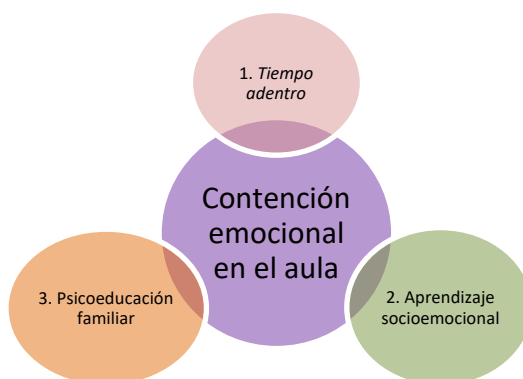 1. Tiempo
adentro
Contención
emocional
en el aula
3. Psicoeducación
familiar
2. Aprendizaje
socioemocional